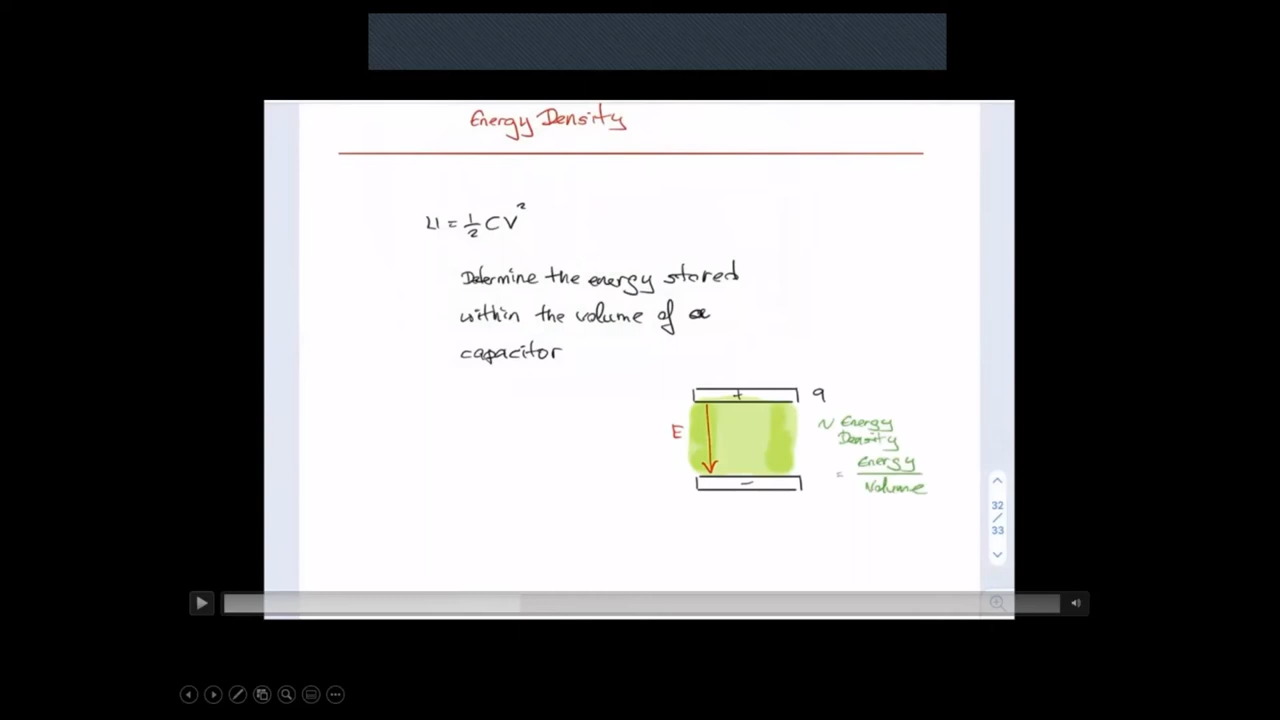 Energy Density
U = 1/2 CV²
Determine the energy stored
within the volume of a
capacitor
+ q
E
~ Energy
Density
= Energy
Volume
−
32
/
33